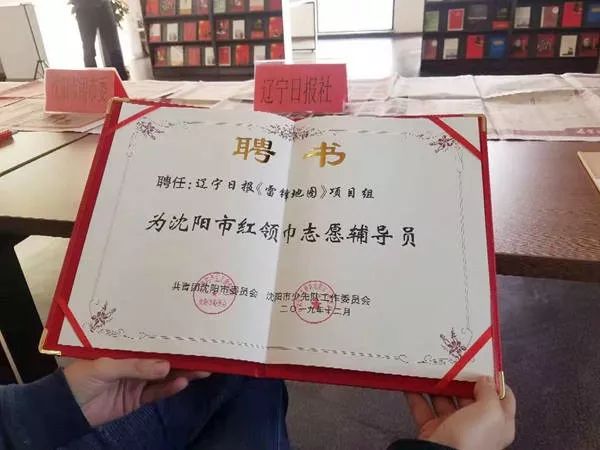 辽宁日报社
聘书
聘任:辽宁日报《雷锋地图》项目组
为沈阳市红领巾志愿辅导员
共青团沈阳市委员会 沈阳市少先队工作委员会
二〇一九年十二月